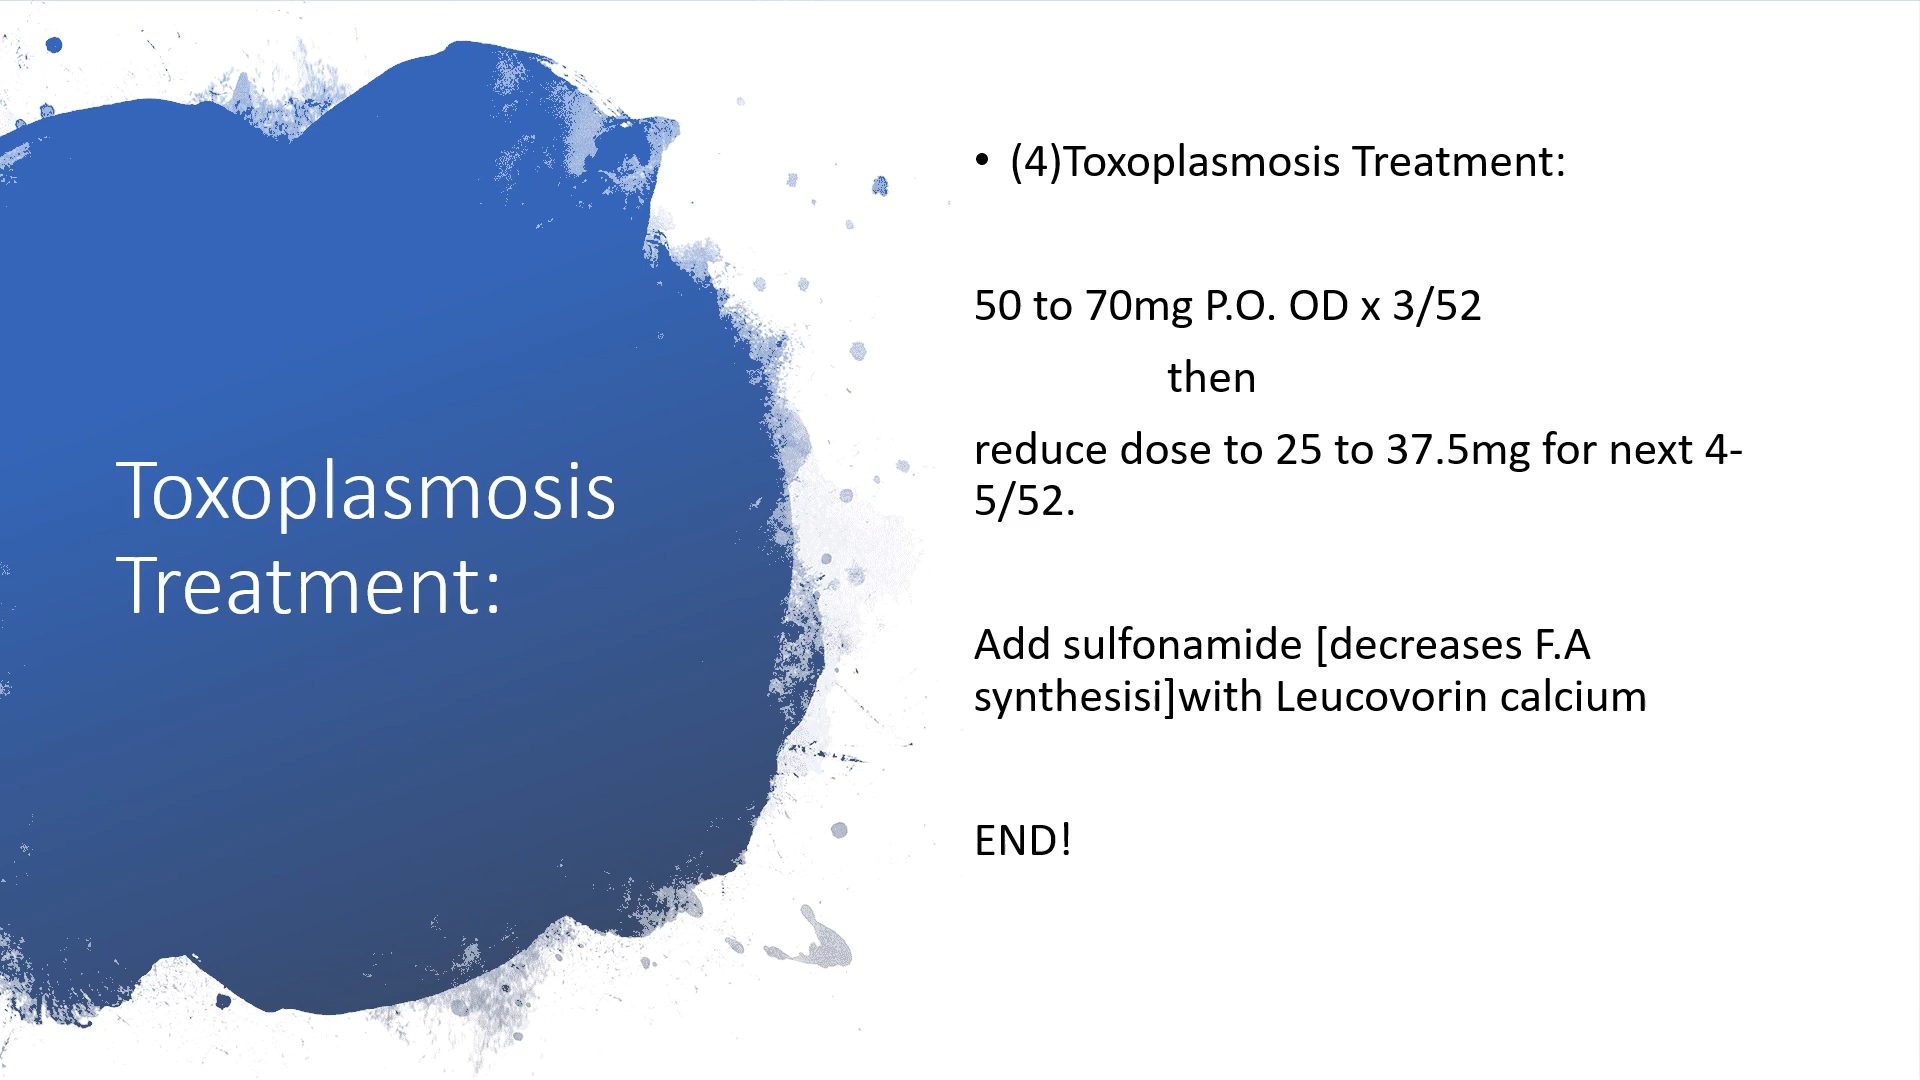 Toxoplasmosis
Treatment:
• (4)Toxoplasmosis Treatment:
50 to 70mg P.O. OD x 3/52
then
reduce dose to 25 to 37.5mg for next 4-
5/52.
Add sulfonamide [decreases F.A
synthesisi]with Leucovorin calcium
END!